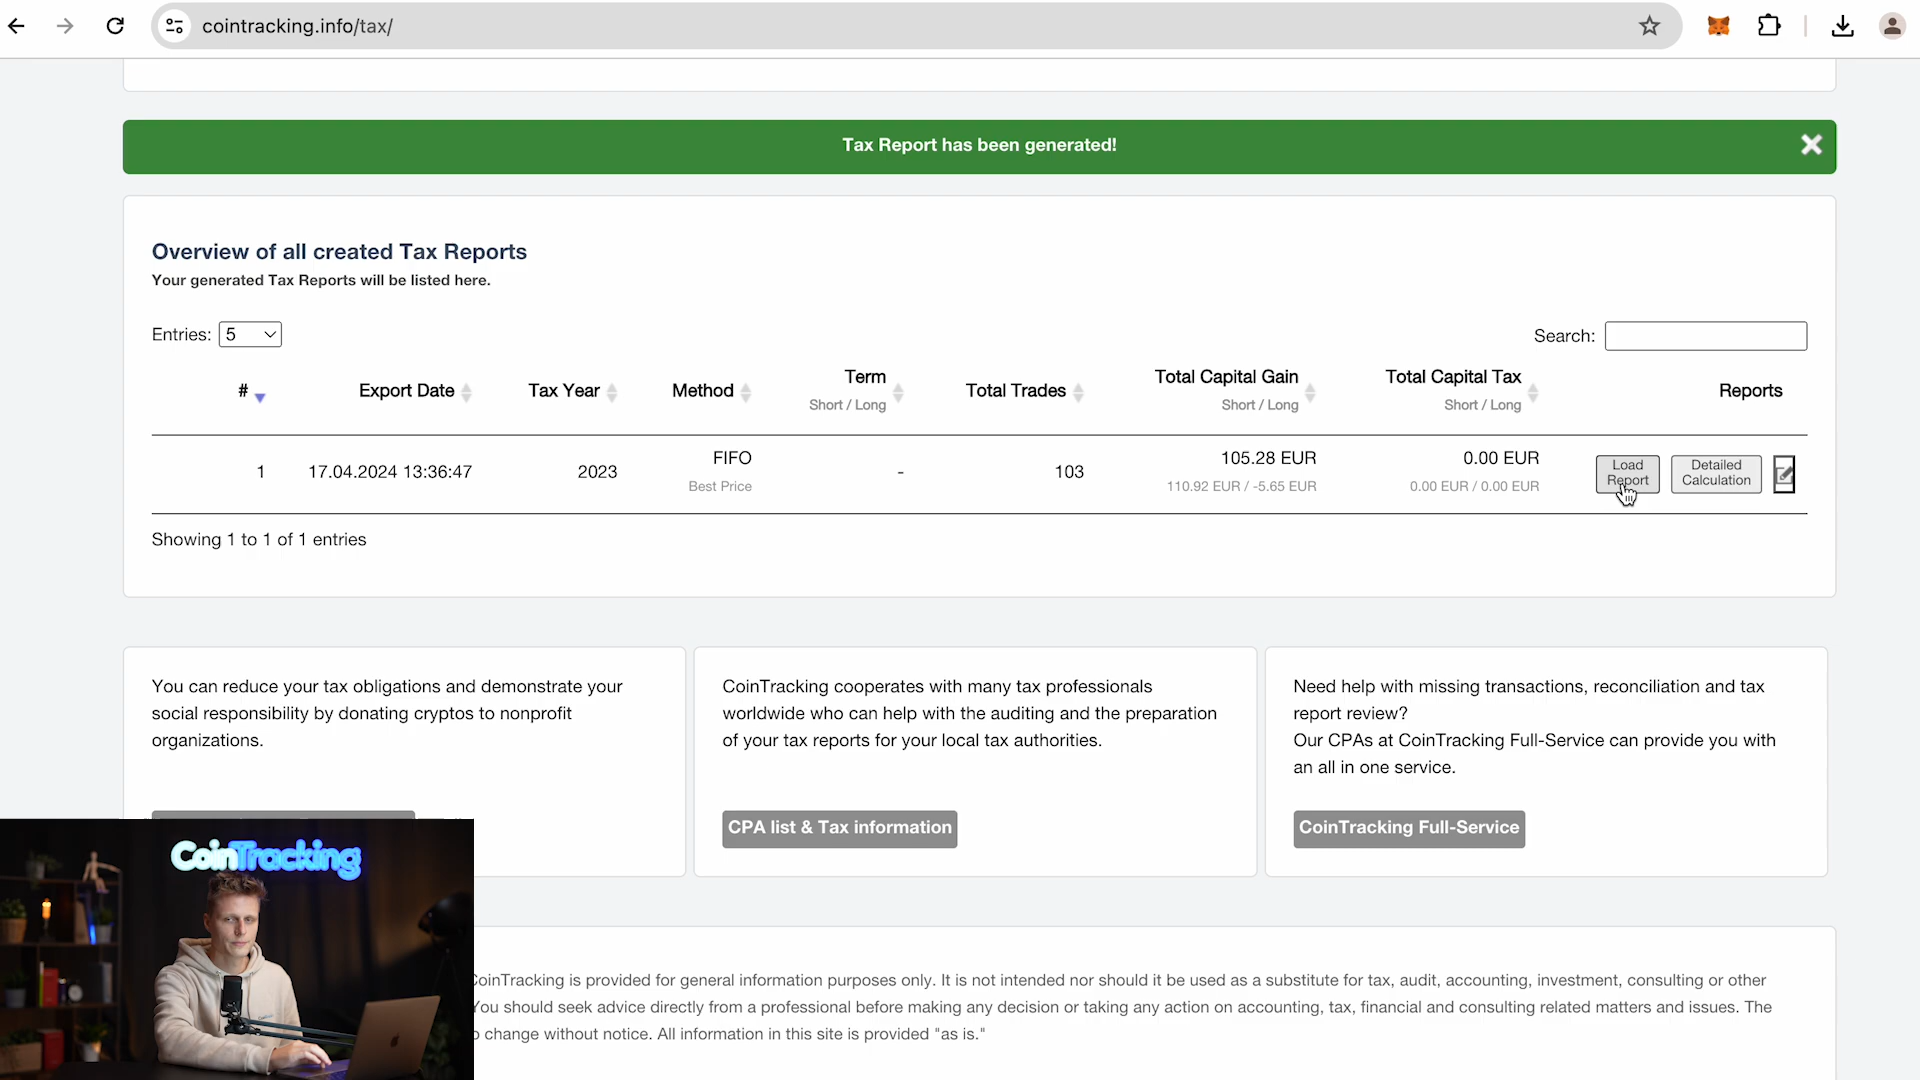 cointracking.info/tax/
Tax Report has been generated!
Overview of all created Tax Reports
Your generated Tax Reports will be listed here.
Entries: 5
Search:
# Export Date Tax Year Method Term Total Trades Total Capital Gain Total Capital Tax Reports
Short / Long Short / Long Short / Long
1 17.04.2024 13:36:47 2023 FIFO - 103 105.28 EUR 0.00 EUR Load Report Detailed Calculation
Best Price 110.92 EUR / -5.65 EUR 0.00 EUR / 0.00 EUR
Showing 1 to 1 of 1 entries
You can reduce your tax obligations and demonstrate your
social responsibility by donating cryptos to nonprofit
organizations.
CoinTracking cooperates with many tax professionals
worldwide who can help with the auditing and the preparation
of your tax reports for your local tax authorities.
CPA list & Tax information
Need help with missing transactions, reconciliation and tax
report review?
Our CPAs at CoinTracking Full-Service can provide you with
an all in one service.
CoinTracking Full-Service
CoinTracking
CoinTracking is provided for general information purposes only. It is not intended nor should it be used as a substitute for tax, audit, accounting, investment, consulting or other
You should seek advice directly from a professional before making any decision or taking any action on accounting, tax, financial and consulting related matters and issues. The
change without notice. All information in this site is provided "as is."